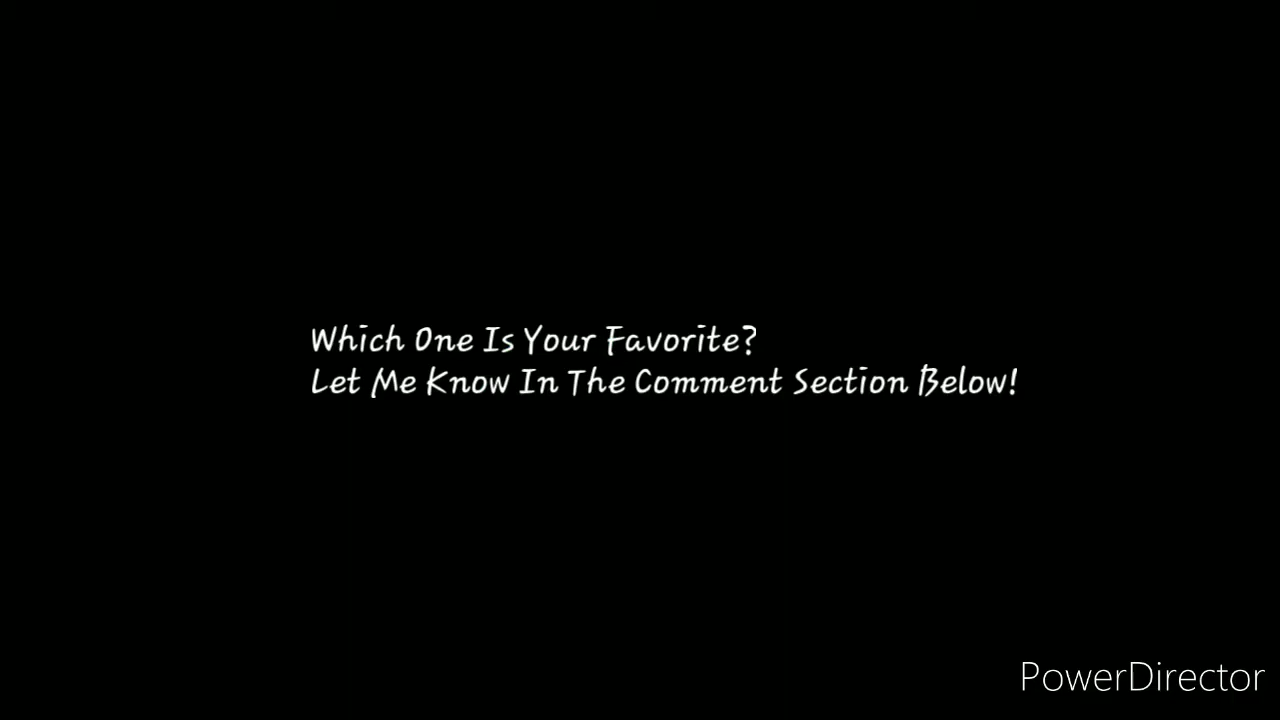 Which One Is Your Favorite?
Let Me Know In The Comment Section Below!
PowerDirector